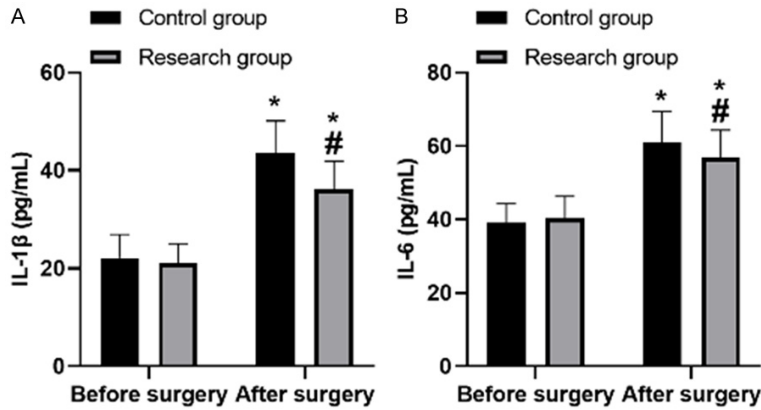 A
Control group
Research group
IL-1β (pg/mL)
60
40
20
0
*
*
#
Before surgery
After surgery
B
Control group
Research group
IL-6 (pg/mL)
80
60
40
20
0
*
*
#
Before surgery
After surgery